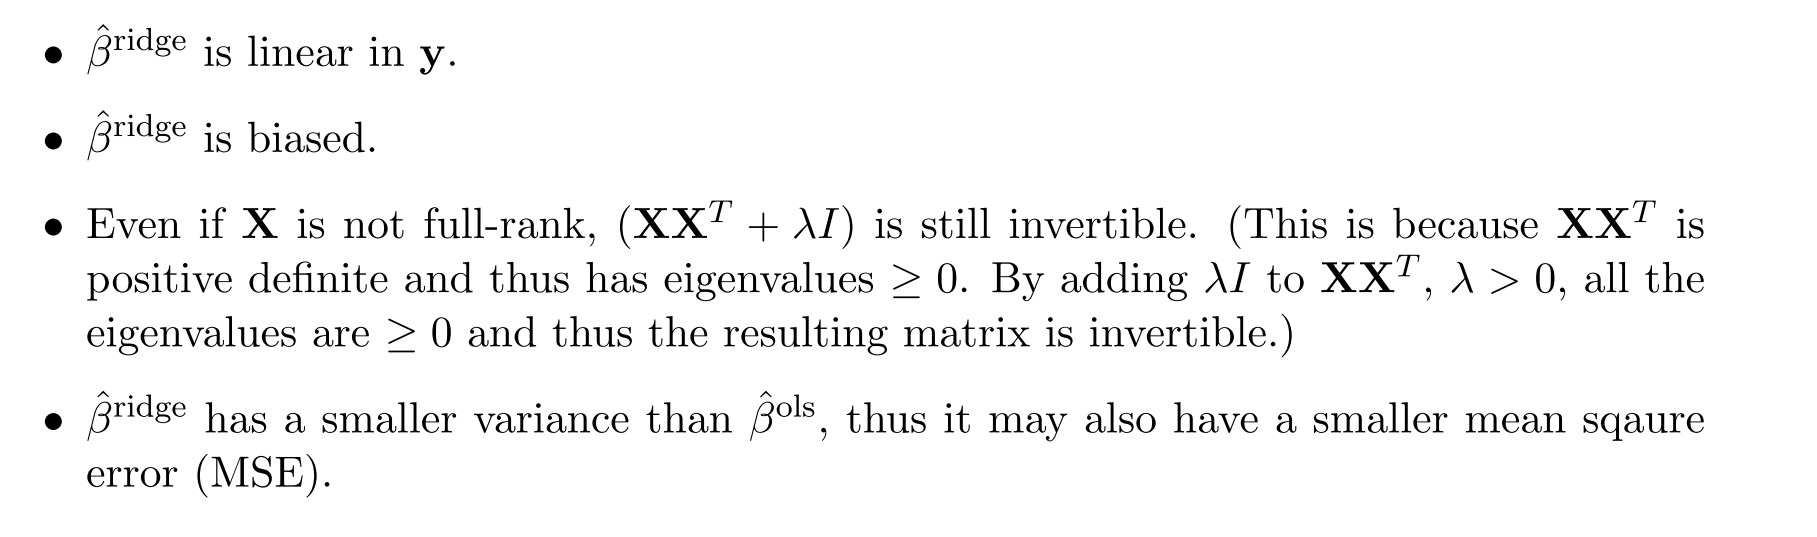 • β̂^ridge is linear in y.
• β̂^ridge is biased.
• Even if X is not full-rank, (XX^T + λI) is still invertible. (This is because XX^T is
positive definite and thus has eigenvalues ≥ 0. By adding λI to XX^T, λ > 0, all the
eigenvalues are ≥ 0 and thus the resulting matrix is invertible.)
• β̂^ridge has a smaller variance than β̂^ols, thus it may also have a smaller mean sqaure
error (MSE).